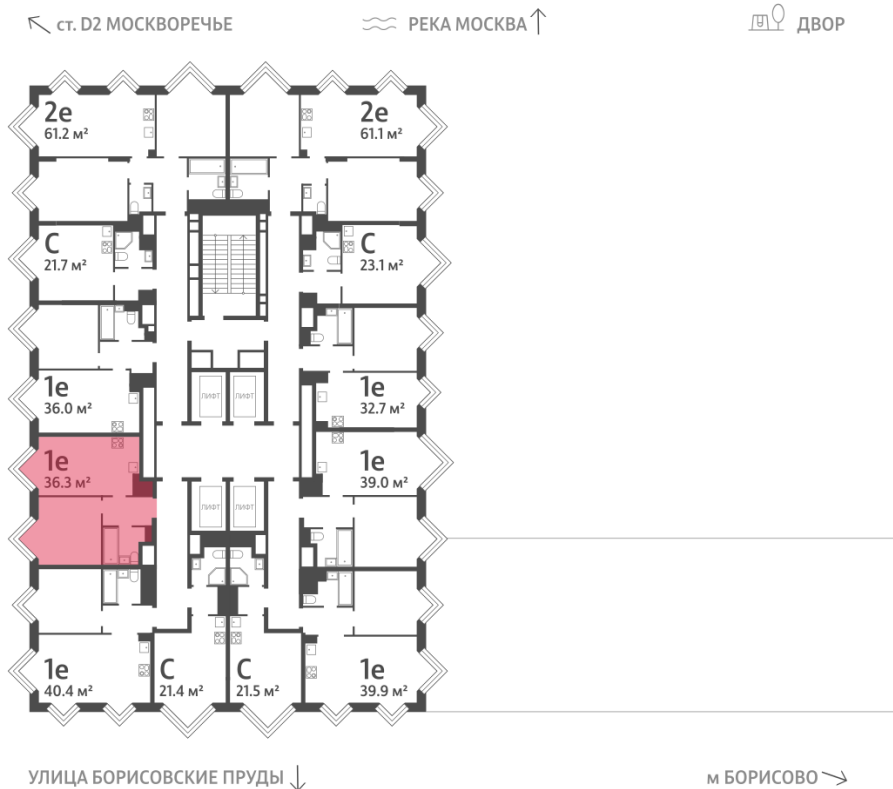 ст. D2 МОСКВОРЕЧЬЕ
РЕКА МОСКВА
ДВОР
2е
61.2 м²
2е
61.1 м²
С
21.7 м²
С
23.1 м²
1е
36.0 м²
ЛИФТ
ЛИФТ
1е
32.7 м²
1е
36.3 м²
1е
39.0 м²
ЛИФТ
ЛИФТ
1е
40.4 м²
С
21.4 м²
С
21.5 м²
1е
39.9 м²
УЛИЦА БОРИСОВСКИЕ ПРУДЫ
м БОРИСОВО